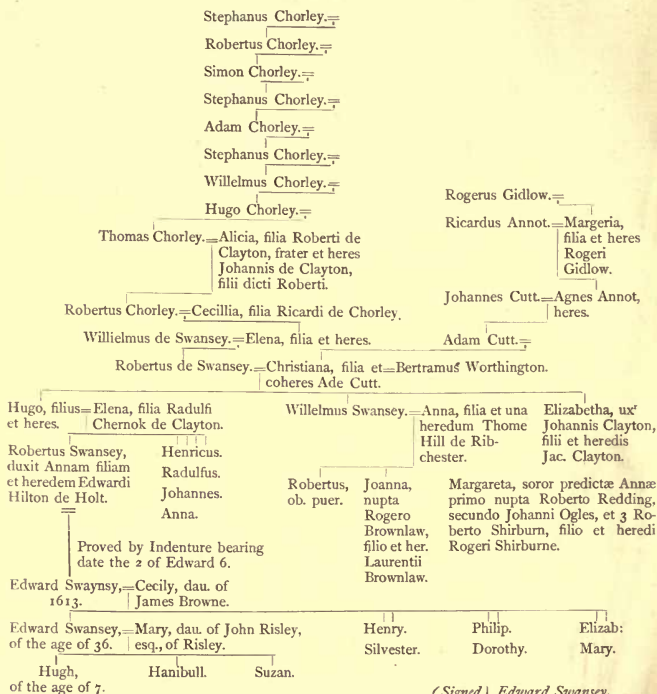 Stephanus Chorley.=
Robertus Chorley.=
Simon Chorley.=
Stephanus Chorley.=
Adam Chorley.=
Stephanus Chorley.=
Willelmus Chorley.=
Hugo Chorley.=
Rogerus Gidlow.=
Thomas Chorley.=Alicia, filia Roberti de
Clayton, frater et heres
Johannis de Clayton,
filii dicti Roberti.
Ricardus Annot.=Margeria,
filia et heres
Rogeri
Gidlow.
Robertus Chorley.=Cecillia, filia Ricardi de Chorley.
Johannes Cutt.=Agnes Annot,
heres.
Willielmus de Swansey.=Elena, filia et heres.
Adam Cutt.=
Robertus de Swansey.=Christiana, filia et=Bertramus Worthington.
coheres Ade Cutt.
Hugo, filius=Elena, filia Radulfi
et heres. Chernok de Clayton.
Willelmus Swansey.=Anna, filia et una
heredum Thome
Hill de Rib-
chester.
Elizabetha, uxr
Johannis Clayton,
filii et heredis
Jac. Clayton.
Robertus Swansey,
duxit Annam filiam
et heredem Edwardi
Hilton de Holt.
Henricus.
Radulfus.
Johannes.
Anna.
Robertus,
ob. puer.
Joanna,
nupta
Rogero
Brownlaw,
filio et her.
Laurentii
Brownlaw.
Margareta, soror predictæ Annæ
primo nupta Roberto Redding,
secundo Johanni Ogles, et 3 Ro-
berto Shirburn, filio et heredi
Rogeri Shirburne.
Proved by Indenture bearing
date the 2 of Edward 6.
Edward Swaynsy,=Cecily, dau. of
1613. James Browne.
Edward Swansey,=Mary, dau. of John Risley,
of the age of 36. esq., of Risley.
Henry.
Silvester.
Philip.
Dorothy.
Elizab:
Mary.
Hugh,
of the age of 7.
Hanibull.
Suzan.
(Signed) Edward Swansey.